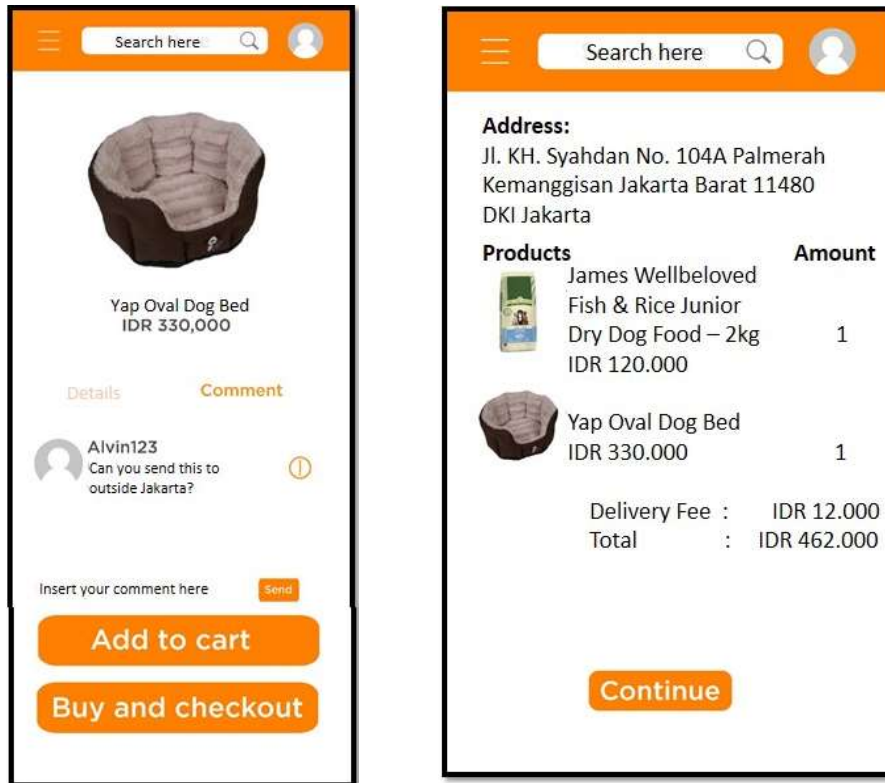 Search here
Yap Oval Dog Bed
IDR 330,000
Details Comment
Alvin123
Can you send this to
outside Jakarta?
Insert your comment here Send
Add to cart
Buy and checkout
Search here
Address:
Jl. KH. Syahdan No. 104A Palmerah
Kemanggisan Jakarta Barat 11480
DKI Jakarta
Products Amount
James Wellbeloved
Fish & Rice Junior
Dry Dog Food – 2kg 1
IDR 120.000
Yap Oval Dog Bed
IDR 330.000 1
Delivery Fee : IDR 12.000
Total : IDR 462.000
Continue